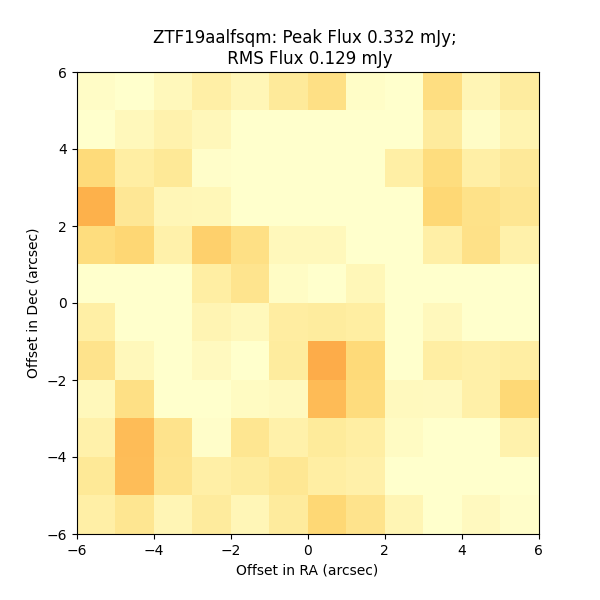 ZTF19aalfsqm: Peak Flux 0.332 mJy;
RMS Flux 0.129 mJy
6
4
2
0
−2
−4
−6
Offset in Dec (arcsec)
−6 −4 −2 0 2 4 6
Offset in RA (arcsec)